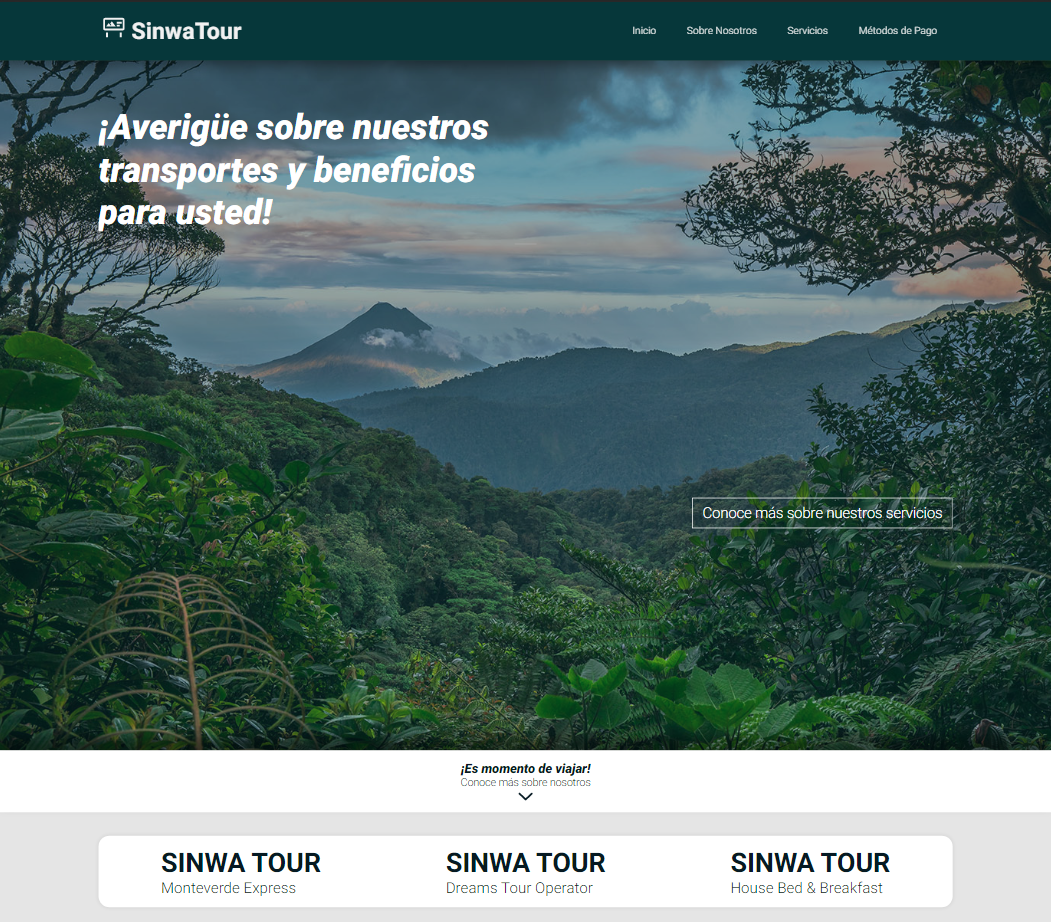 SinwaTour
Inicio
Sobre Nosotros
Servicios
Métodos de Pago
¡Averigüe sobre nuestros
transportes y beneficios
para usted!
Conoce más sobre nuestros servicios
¡Es momento de viajar!
Conoce más sobre nosotros
SINWA TOUR
Monteverde Express
SINWA TOUR
Dreams Tour Operator
SINWA TOUR
House Bed & Breakfast